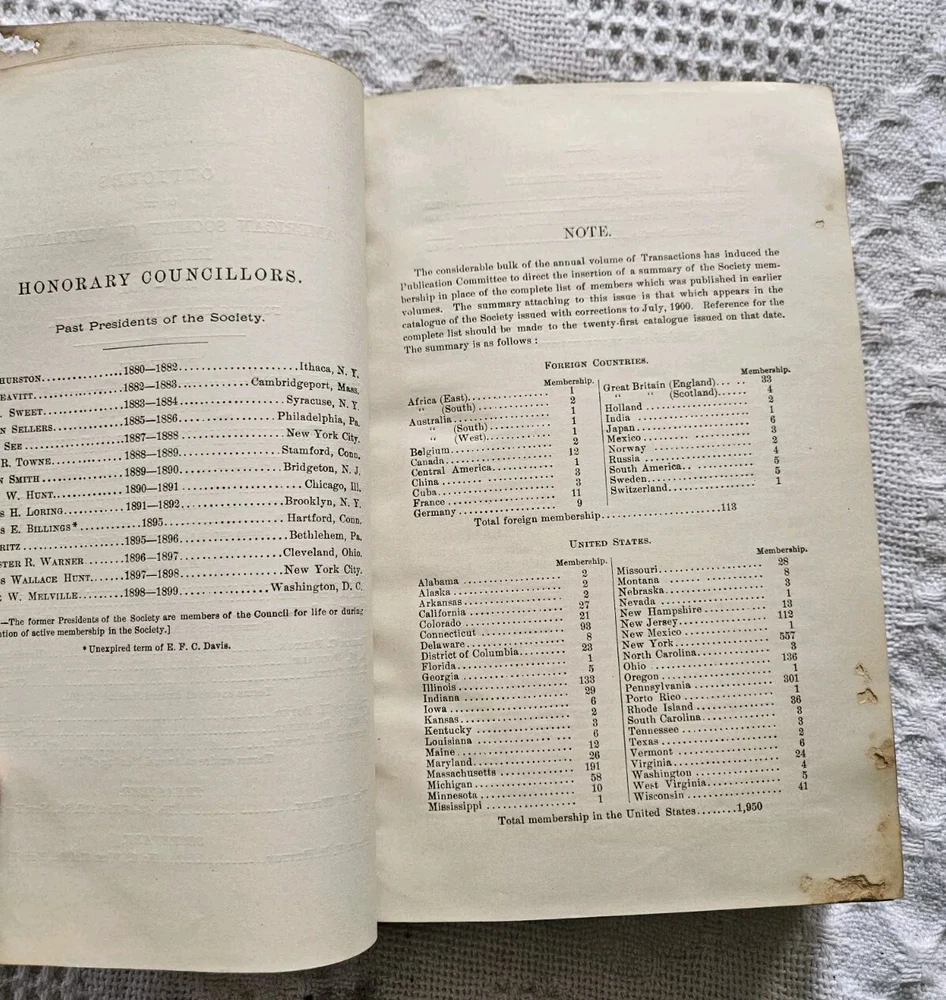 HONORARY COUNCILLORS.
Past Presidents of the Society.
HURSTON..............1880—1882......................Ithaca, N. Y.
EAVITT...............1882—1883............Cambridgeport, Mass.
SWEET..............1883—1884..................Syracuse, N. Y.
N SELLERS...........1885—1886..............Philadelphia, Pa.
SEE..................1887—1888................New York City.
R. TOWNE...........1888—1889.................Stamford, Conn.
N SMITH.............1889—1890.................Bridgeton, N. J.
W. HUNT...........1890—1891....................Chicago, Ill.
S H. LORING........1891—1892.................Brooklyn, N. Y.
S E. BILLINGS*............1895....................Hartford, Conn.
RITZ.................1895—1896.................Bethlehem, Pa.
STER R. WARNER.....1896—1897................Cleveland, Ohio.
S WALLACE HUNT.....1897—1898................New York City.
W. MELVILLE........1898—1899..............Washington, D. C.
—The former Presidents of the Society are members of the Council for life or during
ntion of active membership in the Society.]
* Unexpired term of E. F. C. Davis.
NOTE.
The considerable bulk of the annual volume of Transactions has induced the
Publication Committee to direct the insertion of a summary of the Society mem-
bership in place of the complete list of members which was published in earlier
volumes. The summary attaching to this issue is that which appears in the
catalogue of the Society issued with corrections to July, 1900. Reference for the
complete list should be made to the twenty-first catalogue issued on that date.
The summary is as follows :
FOREIGN COUNTRIES.
Membership.
Africa (East)................ 1
“ (South) ............... 2
Australia .................. 1
“ (South)............. 1
“ (West).............. 1
Belgium.................... 2
Canada..................... 12
Central America............ 1
China ..................... 3
Cuba....................... 3
France .................... 11
Germany ................... 9
Membership.
Great Britain (England)... .. 33
“ “ (Scotland)..... 4
Holland ................... 2
India ..................... 1
Japan...................... 6
Mexico..................... 3
Norway .................... 2
Russia .................... 4
South America.............. 5
Sweden..................... 5
Switzerland................ 1
Total foreign membership......................113
UNITED STATES.
Membership.
Alabama ................... 2
Alaska .................... 2
Arkansas................... 2
California ................ 27
Colorado .................. 21
Connecticut ............... 93
Delaware................... 8
District of Columbia....... 23
Florida.................... 1
Georgia ................... 5
Illinois................... 133
Indiana ................... 29
Iowa ...................... 6
Kansas..................... 2
Kentucky .................. 3
Louisiana ................. 6
Maine ..................... 12
Maryland................... 26
Massachusetts ............. 191
Michigan................... 58
Minnesota.................. 10
Mississippi ............... 1
Membership.
Missouri................... 28
Montana ................... 8
Nebraska................... 3
Nevada .................... 1
New Hampshire ............. 13
New Jersey................. 112
New Mexico ................ 1
New York................... 557
North Carolina............. 3
Ohio ...................... 136
Oregon..................... 1
Pennsylvania .............. 301
Porto Rico ................ 1
Rhode Island .............. 36
South Carolina............. 3
Tennessee ................. 3
Texas ..................... 2
Vermont ................... 6
Virginia................... 24
Washington ................ 4
West Virginia.............. 5
Wisconsin ................. 41
Total membership in the United States........1,950